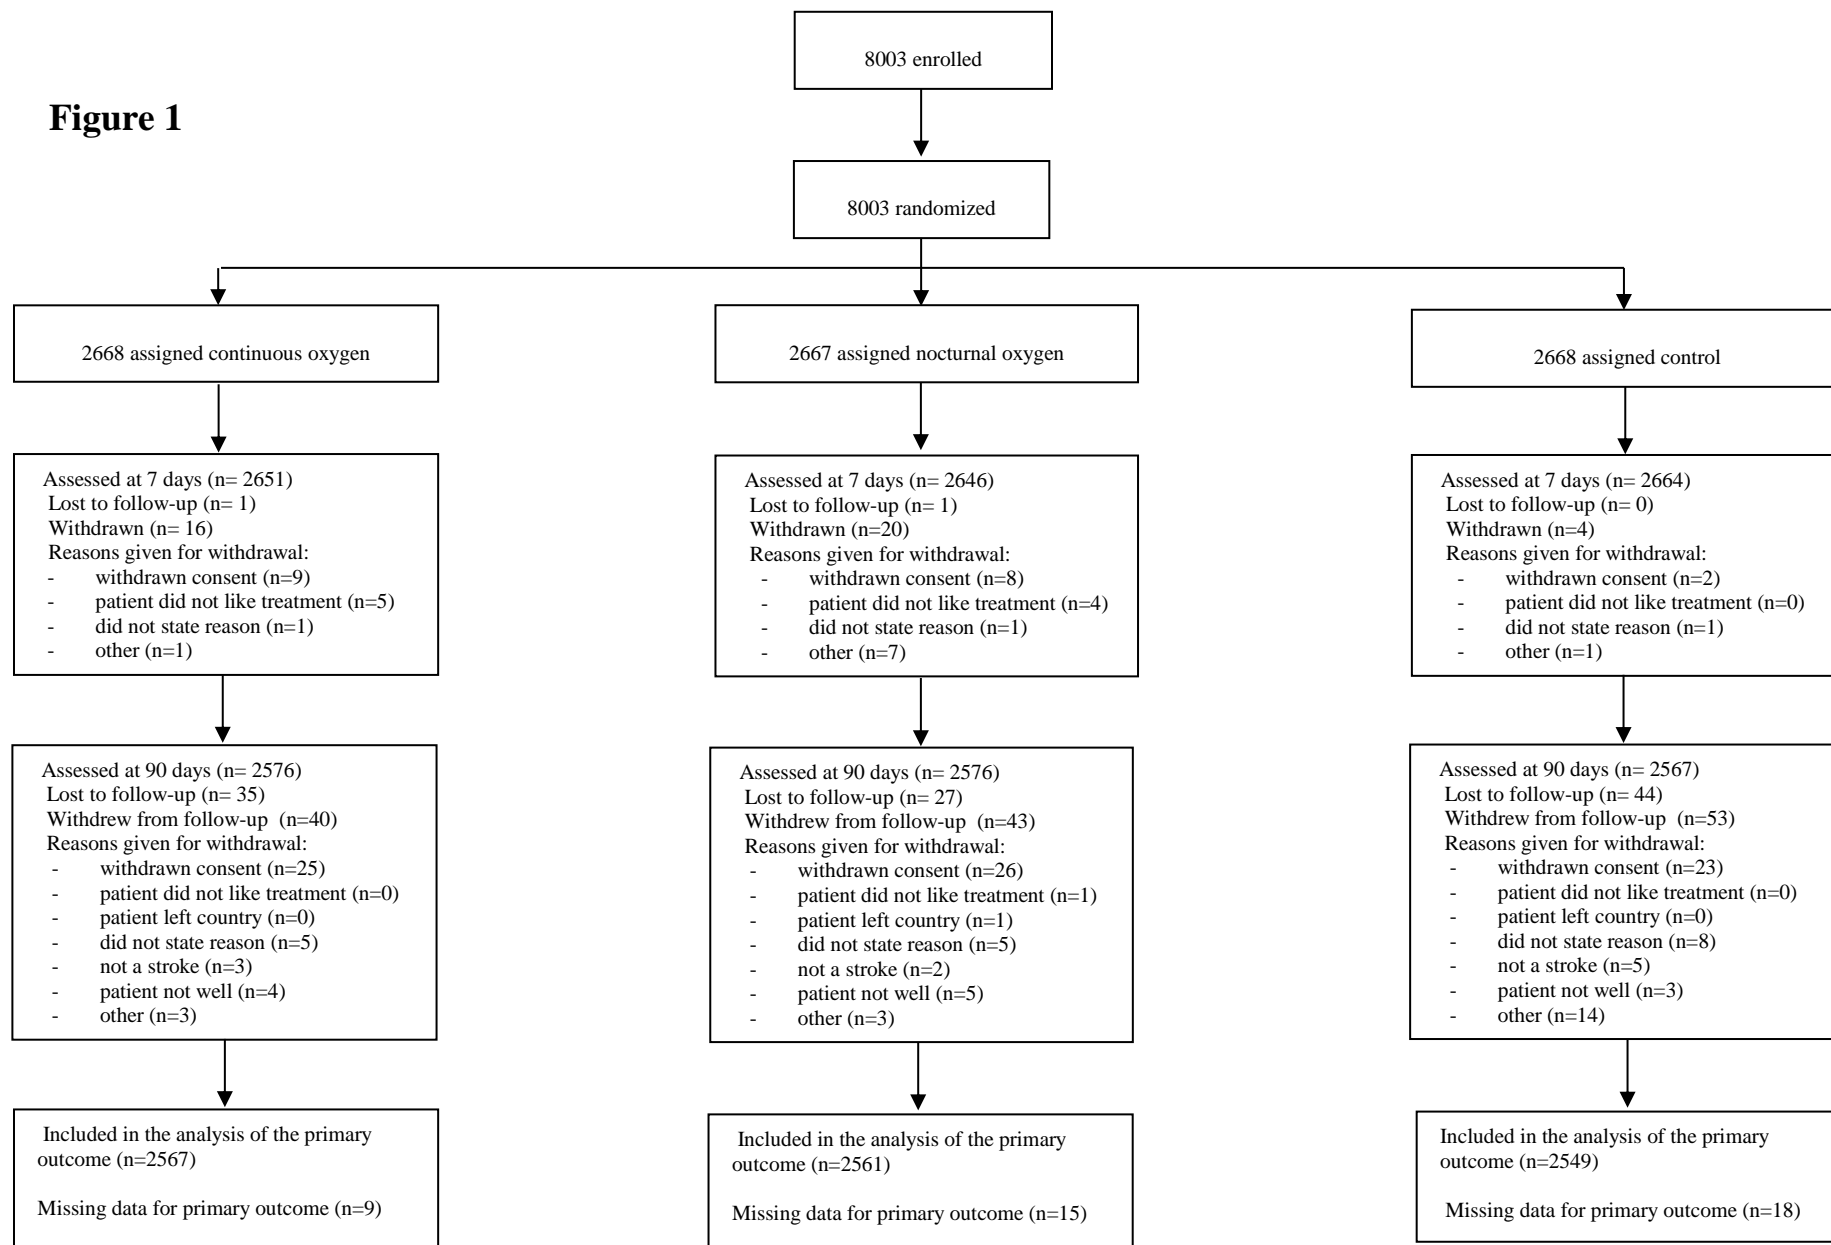 8003 enrolled
Figure 1
8003 randomized
2668 assigned continuous oxygen
2667 assigned nocturnal oxygen
2668 assigned control
Assessed at 7 days (n= 2651)
Lost to follow-up (n= 1)
Withdrawn (n= 16)
Reasons given for withdrawal:
- withdrawn consent (n=9)
- patient did not like treatment (n=5)
- did not state reason (n=1)
- other (n=1)
Assessed at 7 days (n= 2646)
Lost to follow-up (n= 1)
Withdrawn (n=20)
Reasons given for withdrawal:
- withdrawn consent (n=8)
- patient did not like treatment (n=4)
- did not state reason (n=1)
- other (n=7)
Assessed at 7 days (n= 2664)
Lost to follow-up (n= 0)
Withdrawn (n=4)
Reasons given for withdrawal:
- withdrawn consent (n=2)
- patient did not like treatment (n=0)
- did not state reason (n=1)
- other (n=1)
Assessed at 90 days (n= 2576)
Lost to follow-up (n= 35)
Withdrew from follow-up (n=40)
Reasons given for withdrawal:
- withdrawn consent (n=25)
- patient did not like treatment (n=0)
- patient left country (n=0)
- did not state reason (n=5)
- not a stroke (n=3)
- patient not well (n=4)
- other (n=3)
Assessed at 90 days (n= 2576)
Lost to follow-up (n= 27)
Withdrew from follow-up (n=43)
Reasons given for withdrawal:
- withdrawn consent (n=26)
- patient did not like treatment (n=1)
- patient left country (n=1)
- did not state reason (n=5)
- not a stroke (n=2)
- patient not well (n=5)
- other (n=3)
Assessed at 90 days (n= 2567)
Lost to follow-up (n= 44)
Withdrew from follow-up (n=53)
Reasons given for withdrawal:
- withdrawn consent (n=23)
- patient did not like treatment (n=0)
- patient left country (n=0)
- did not state reason (n=8)
- not a stroke (n=5)
- patient not well (n=3)
- other (n=14)
Included in the analysis of the primary
outcome (n=2567)
Missing data for primary outcome (n=9)
Included in the analysis of the primary
outcome (n=2561)
Missing data for primary outcome (n=15)
Included in the analysis of the primary
outcome (n=2549)
Missing data for primary outcome (n=18)